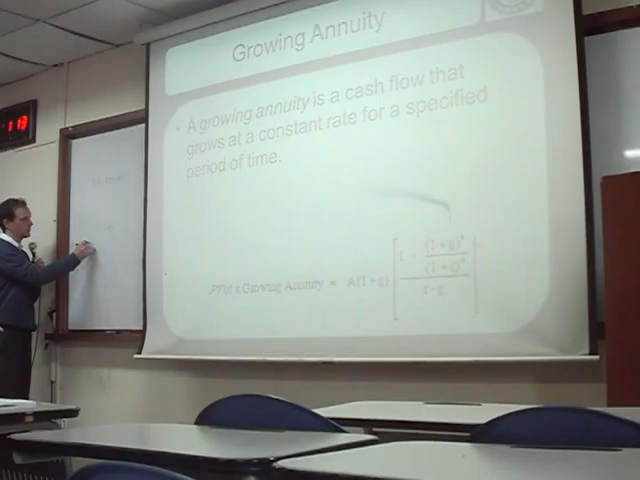 Growing Annuity
• A growing annuity is a cash flow that
grows at a constant rate for a specified
period of time.
PV of a Growing Annuity = A(1+g) [ 1 - (1+g)ⁿ / (1+r)ⁿ / r-g ]